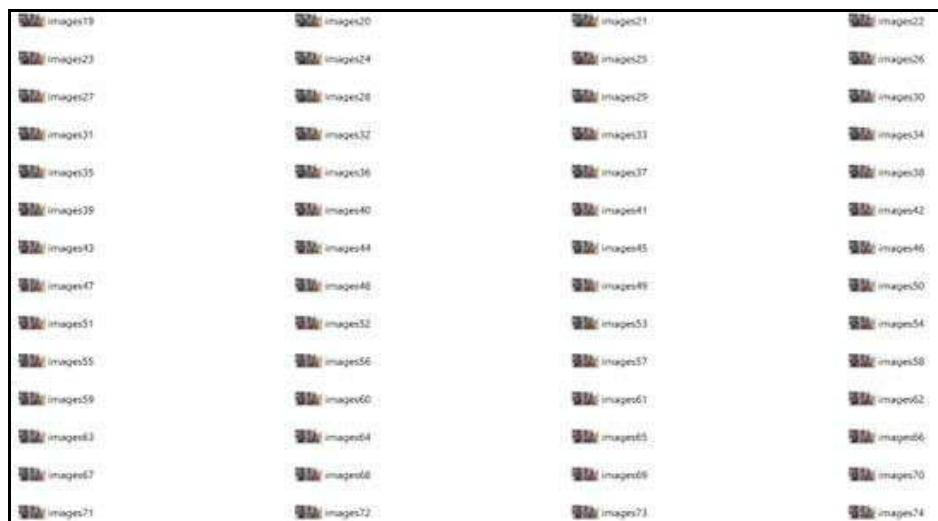 images19 images20 images21 images22
images23 images24 images25 images26
images27 images28 images29 images30
images31 images32 images33 images34
images35 images36 images37 images38
images39 images40 images41 images42
images43 images44 images45 images46
images47 images48 images49 images50
images51 images52 images53 images54
images55 images56 images57 images58
images59 images60 images61 images62
images63 images64 images65 images66
images67 images68 images69 images70
images71 images72 images73 images74